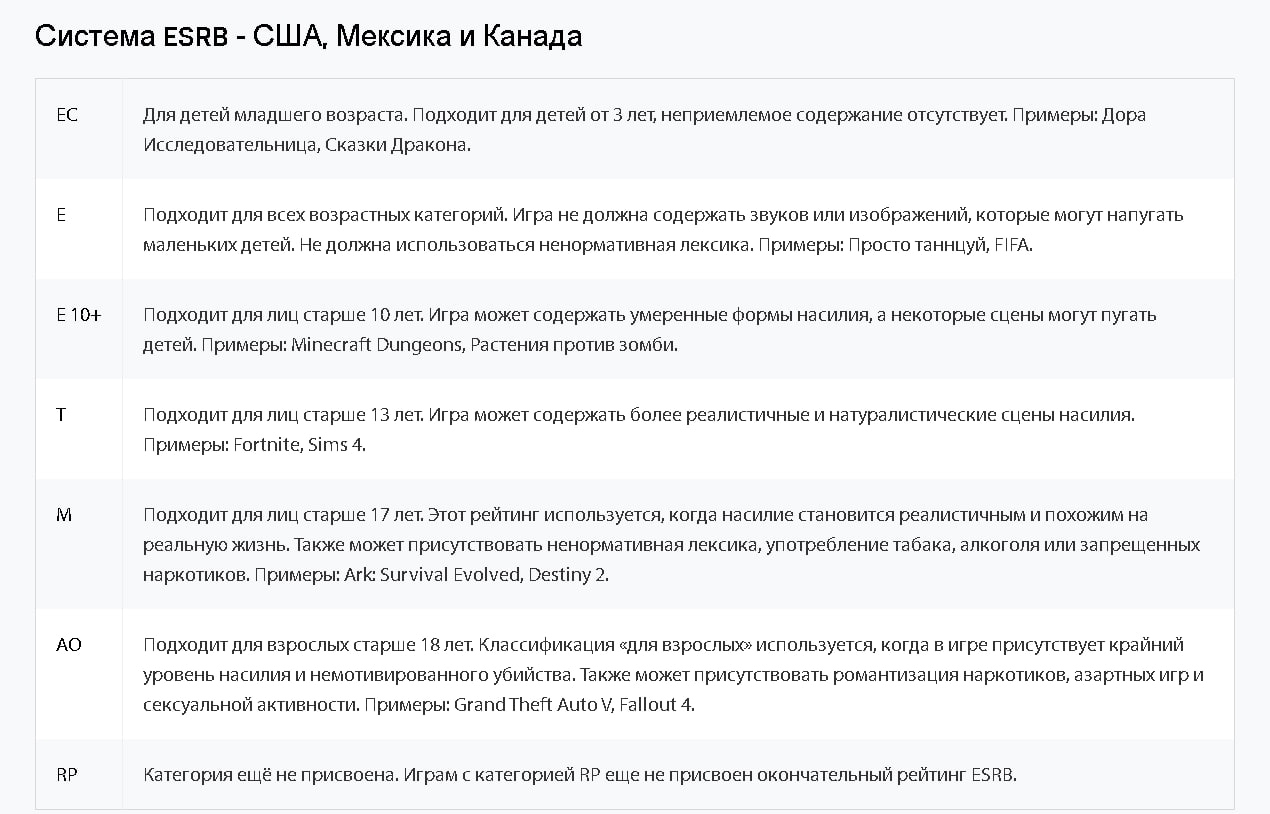 Система ESRB - США, Мексика и Канада
EC
Для детей младшего возраста. Подходит для детей от 3 лет, неприемлемое содержание отсутствует. Примеры: Дора
Исследовательница, Сказки Дракона.
E
Подходит для всех возрастных категорий. Игра не должна содержать звуков или изображений, которые могут напугать
маленьких детей. Не должна использоваться ненормативная лексика. Примеры: Просто таннцуй, FIFA.
E 10+
Подходит для лиц старше 10 лет. Игра может содержать умеренные формы насилия, а некоторые сцены могут пугать
детей. Примеры: Minecraft Dungeons, Растения против зомби.
T
Подходит для лиц старше 13 лет. Игра может содержать более реалистичные и натуралистические сцены насилия.
Примеры: Fortnite, Sims 4.
M
Подходит для лиц старше 17 лет. Этот рейтинг используется, когда насилие становится реалистичным и похожим на
реальную жизнь. Также может присутствовать ненормативная лексика, употребление табака, алкоголя или запрещенных
наркотиков. Примеры: Ark: Survival Evolved, Destiny 2.
AO
Подходит для взрослых старше 18 лет. Классификация «для взрослых» используется, когда в игре присутствует крайний
уровень насилия и немотивированного убийства. Также может присутствовать романтизация наркотиков, азартных игр и
сексуальной активности. Примеры: Grand Theft Auto V, Fallout 4.
RP
Категория ещё не присвоена. Играм с категорией RP еще не присвоен окончательный рейтинг ESRB.